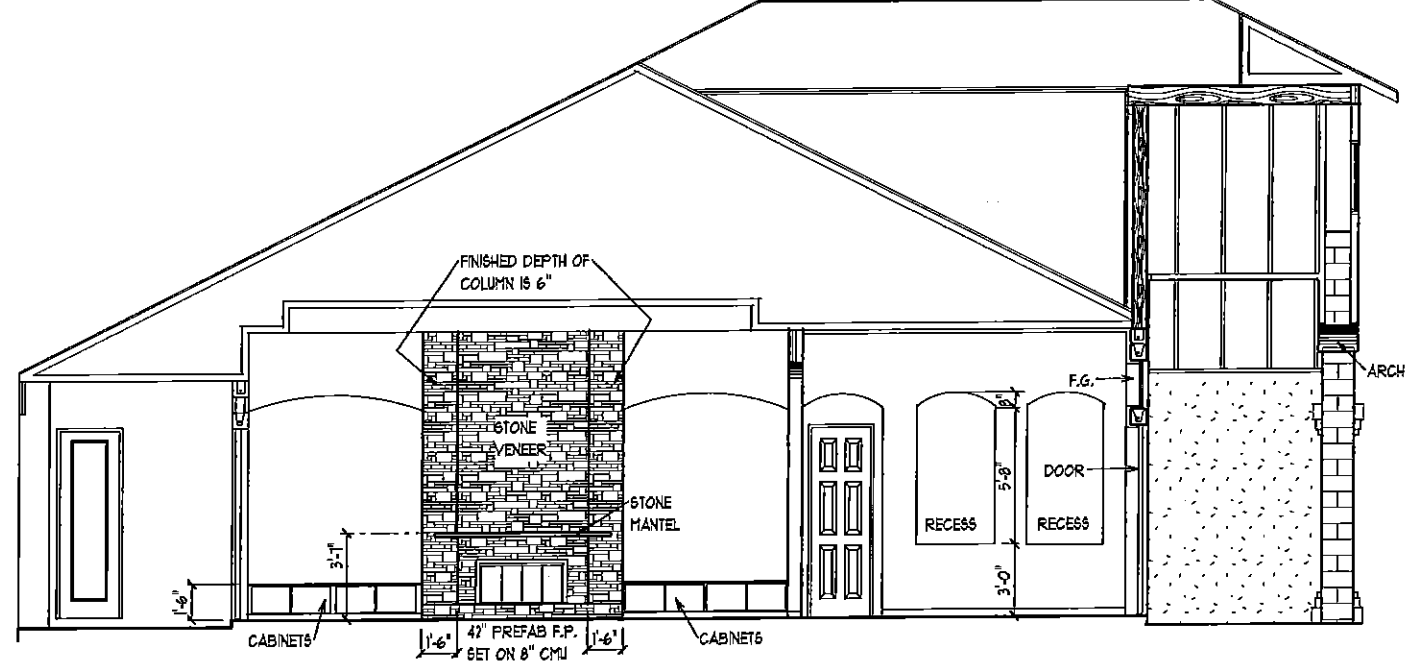 FINISHED DEPTH OF
COLUMN IS 6"
ARCH
F.G.
8"
STONE
VENEER
5'-8"
DOOR
STONE
MANTEL
RECESS
RECESS
3'-7"
3'-0"
1'-6"
CABINETS
1'-6"
42" PREFAB F.P.
SET ON 8" CMU
1'-6"
CABINETS